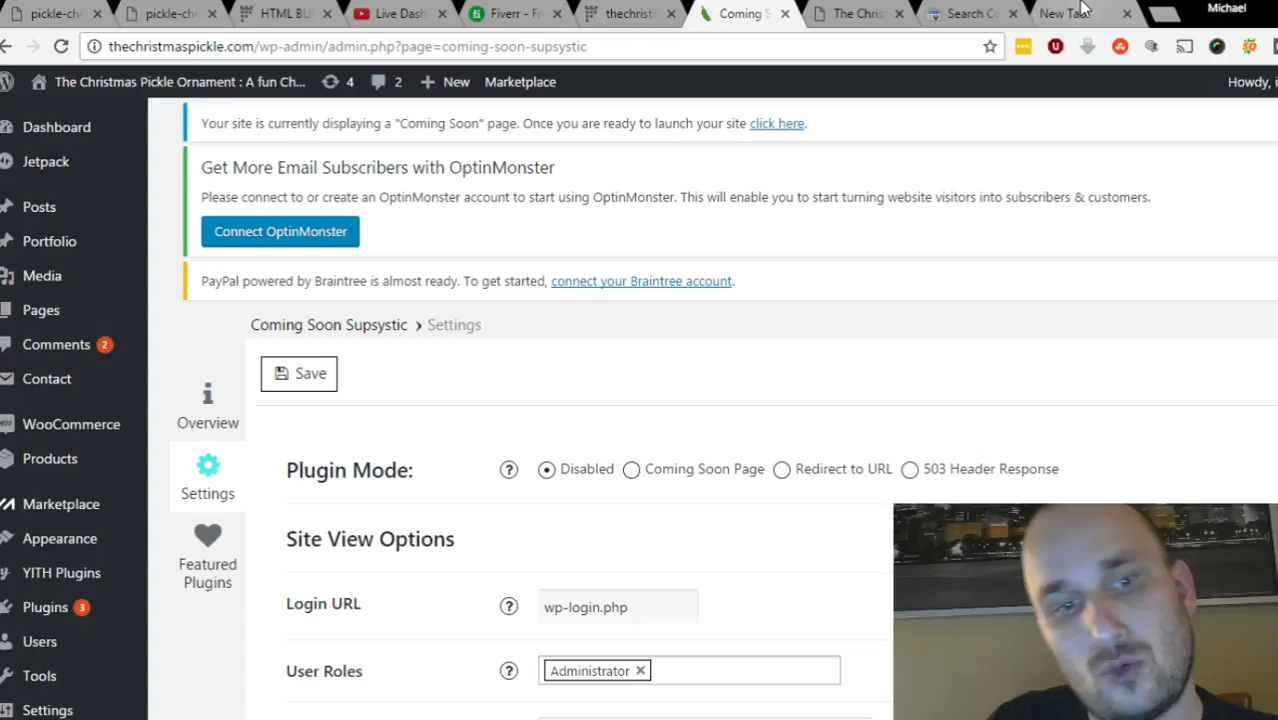 pickle-ch
pickle-ch
HTML BU
Live Dash
Fiverr - F
thechrist
Coming S
The Chris
Search Co
New Tab
Michael
thechristmaspickle.com/wp-admin/admin.php?page=coming-soon-supsystic
The Christmas Pickle Ornament : A fun Ch... 4 2 New Marketplace
Howdy, i
Dashboard
Jetpack
Posts
Portfolio
Media
Pages
Comments 2
Contact
WooCommerce
Products
Marketplace
Appearance
YITH Plugins
Plugins 3
Users
Tools
Settings
Your site is currently displaying a "Coming Soon" page. Once you are ready to launch your site click here.
Get More Email Subscribers with OptinMonster
Please connect to or create an OptinMonster account to start using OptinMonster. This will enable you to start turning website visitors into subscribers & customers.
Connect OptinMonster
PayPal powered by Braintree is almost ready. To get started, connect your Braintree account.
Coming Soon Supsystic › Settings
Overview
Settings
Featured
Plugins
Save
Plugin Mode: ? Disabled Coming Soon Page Redirect to URL 503 Header Response
Site View Options
Login URL ? wp-login.php
User Roles ? Administrator ×